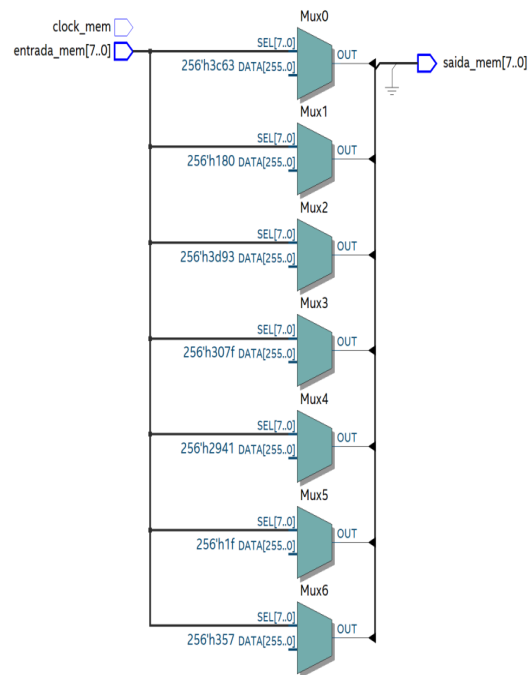 clock_mem
entrada_mem[7..0]
Mux0
SEL[7..0]
256'h3c63 DATA[255..0]
OUT
saida_mem[7..0]
Mux1
SEL[7..0]
256'h180 DATA[255..0]
OUT
Mux2
SEL[7..0]
256'h3d93 DATA[255..0]
OUT
Mux3
SEL[7..0]
256'h307f DATA[255..0]
OUT
Mux4
SEL[7..0]
256'h2941 DATA[255..0]
OUT
Mux5
SEL[7..0]
256'h1f DATA[255..0]
OUT
Mux6
SEL[7..0]
256'h357 DATA[255..0]
OUT